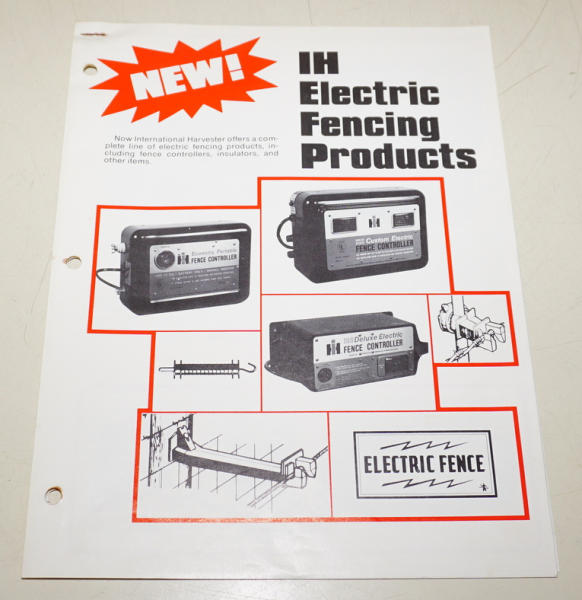 NEW!
IH
Electric
Fencing
Products
Now International Harvester offers a com-
plete line of electric fencing products, in-
cluding fence controllers, insulators, and
other items.
Economy Portable
FENCE CONTROLLER
Custom Electric
FENCE CONTROLLER
Deluxe Electric
FENCE CONTROLLER
ELECTRIC FENCE